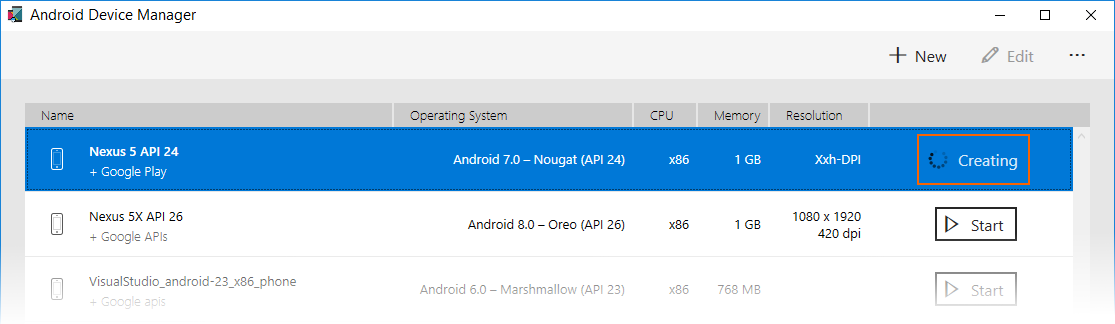 Android Device Manager
New Edit ...
Name Operating System CPU Memory Resolution
Nexus 5 API 24
+ Google Play
Android 7.0 – Nougat (API 24) x86 1 GB Xxh-DPI Creating
Nexus 5X API 26
+ Google APIs
Android 8.0 – Oreo (API 26) x86 1 GB 1080 x 1920
420 dpi
Start
VisualStudio_android-23_x86_phone
+ Google apis
Android 6.0 – Marshmallow (API 23) x86 768 MB Start